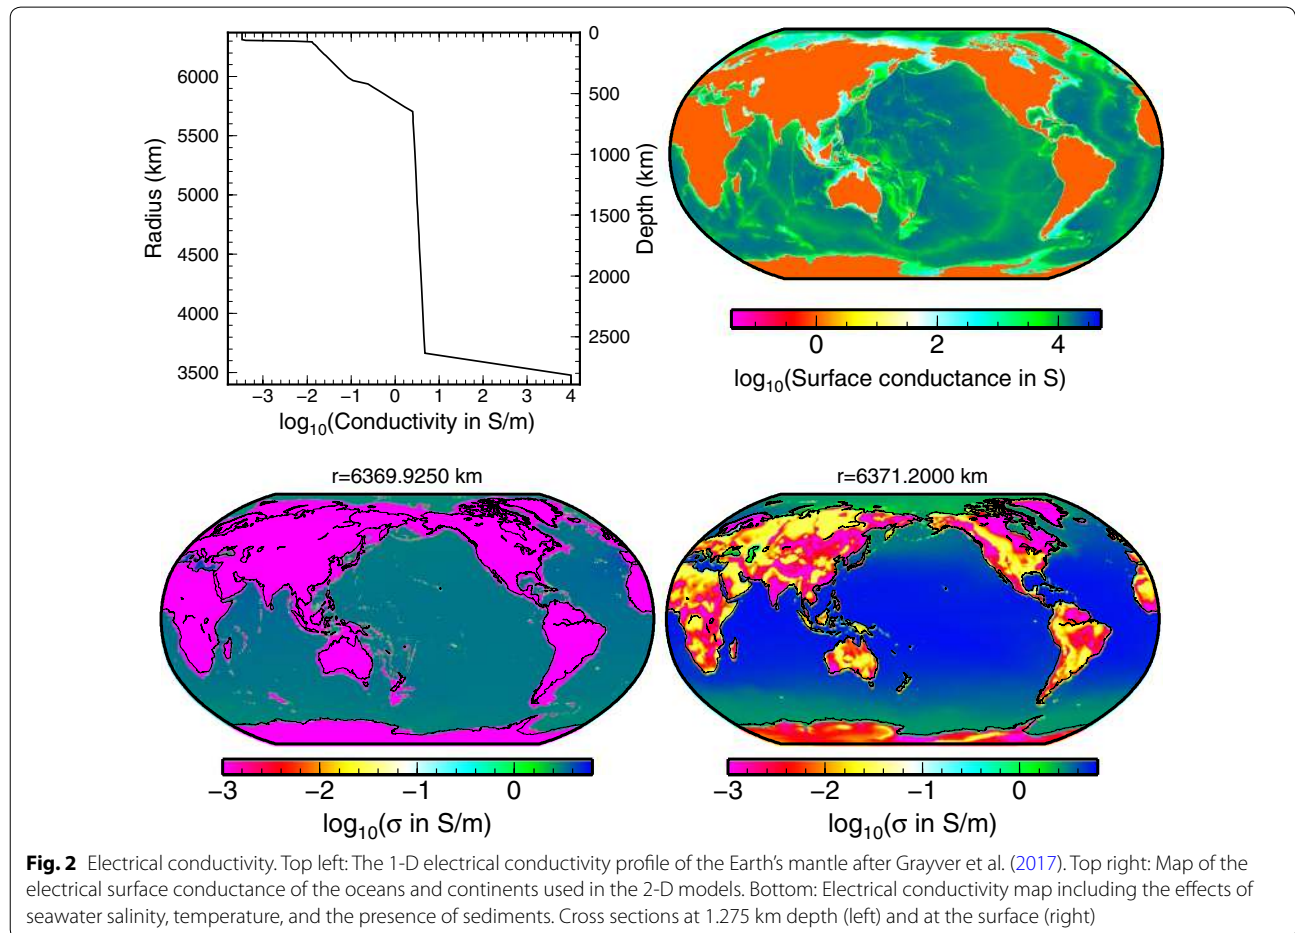 6000
5500
5000
4500
4000
3500
Radius (km)
0
500
1000
1500
2000
2500
Depth (km)
−3 −2 −1 0 1 2 3 4
log10(Conductivity in S/m)
0 2 4
log10(Surface conductance in S)
r=6369.9250 km
−3 −2 −1 0
log10(σ in S/m)
r=6371.2000 km
−3 −2 −1 0
log10(σ in S/m)
Fig. 2 Electrical conductivity. Top left: The 1-D electrical conductivity profile of the Earth’s mantle after Grayver et al. (2017). Top right: Map of the
electrical surface conductance of the oceans and continents used in the 2-D models. Bottom: Electrical conductivity map including the effects of
seawater salinity, temperature, and the presence of sediments. Cross sections at 1.275 km depth (left) and at the surface (right)